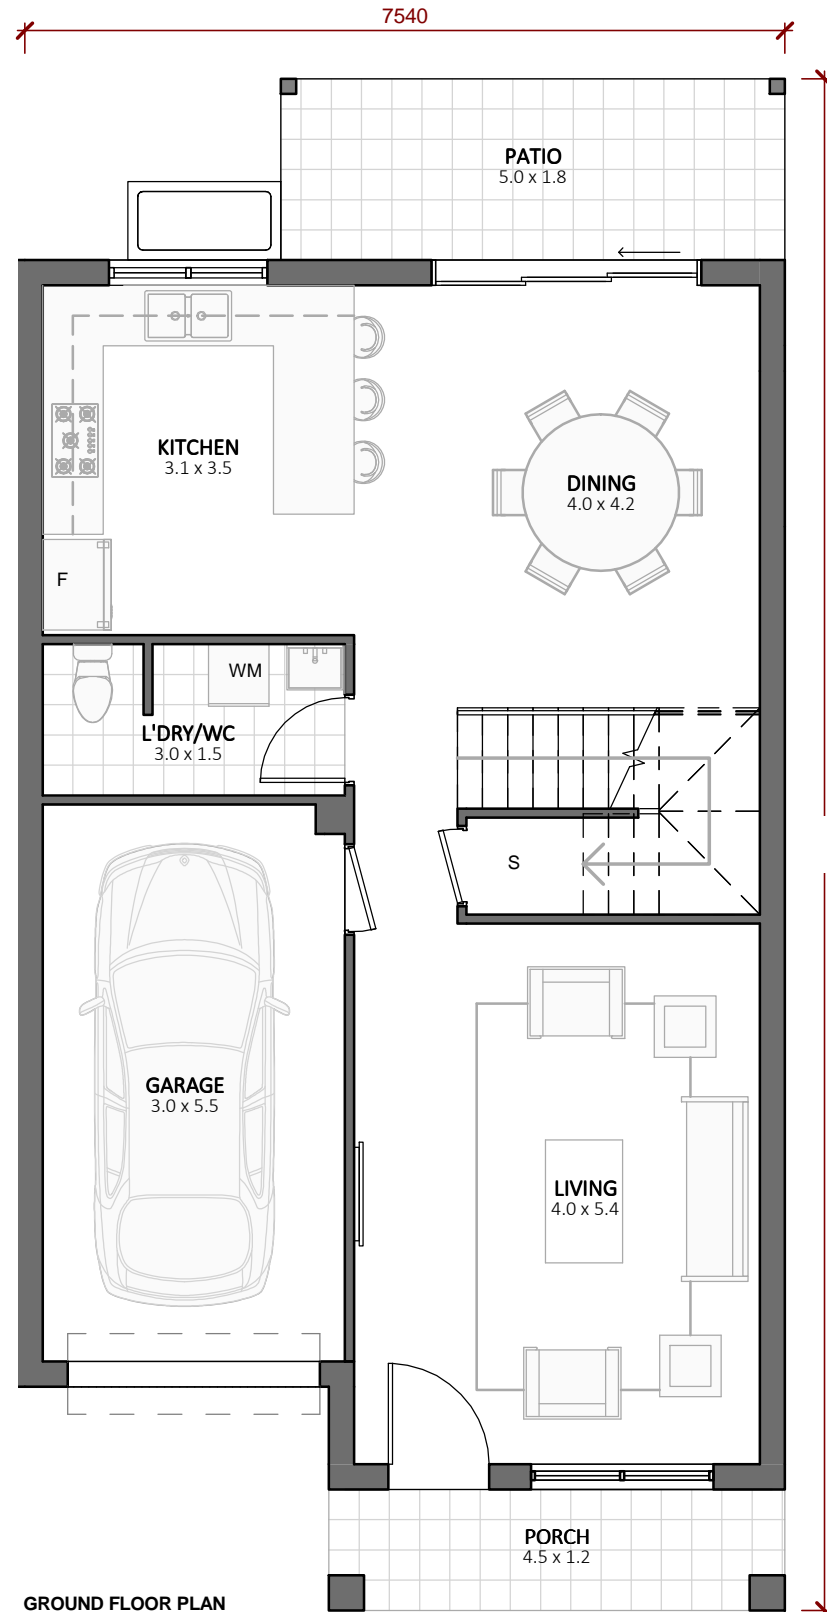 7540
PATIO
5.0 x 1.8
KITCHEN
3.1 x 3.5
DINING
4.0 x 4.2
F
WM
L'DRY/WC
3.0 x 1.5
S
GARAGE
3.0 x 5.5
LIVING
4.0 x 5.4
PORCH
4.5 x 1.2
GROUND FLOOR PLAN